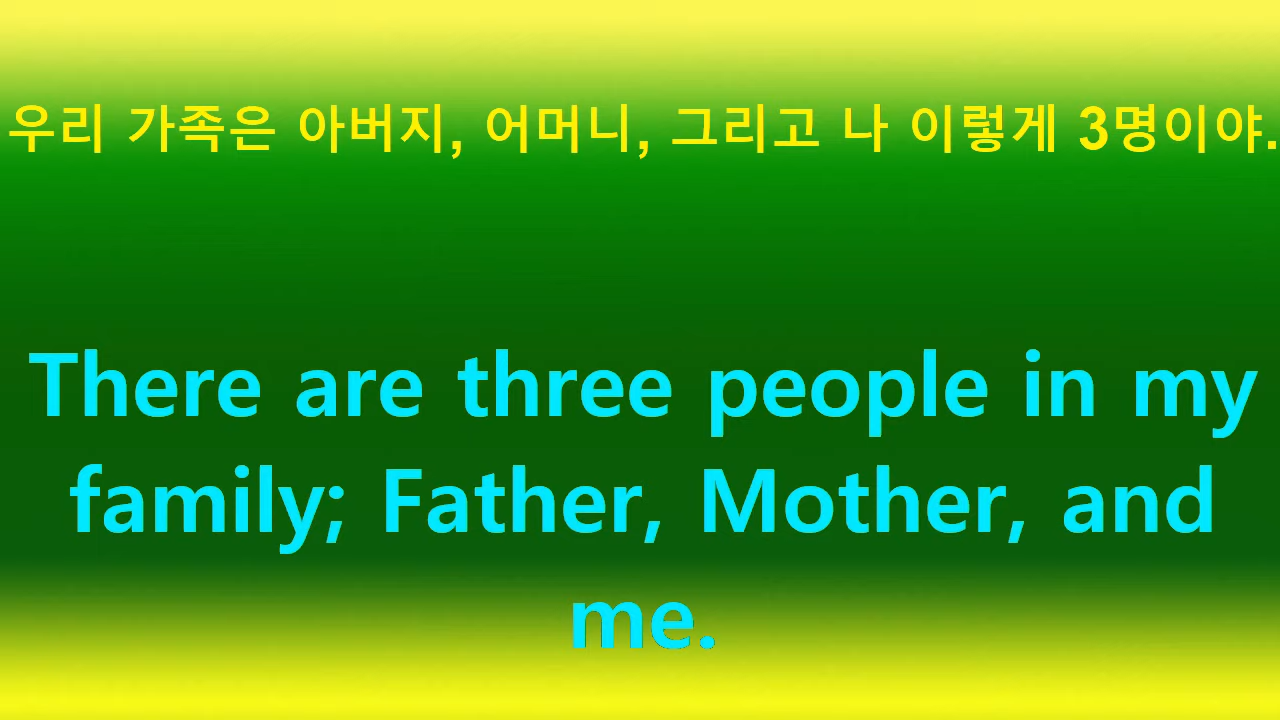 우리 가족은 아버지, 어머니, 그리고 나 이렇게 3명이야.
There are three people in my
family; Father, Mother, and
me.